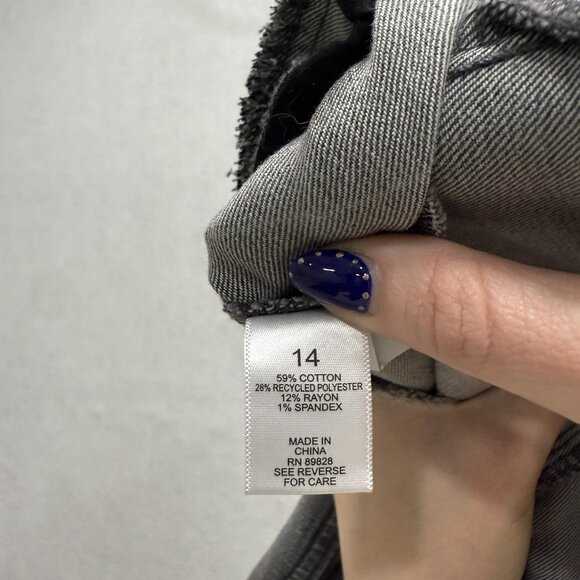 14
59% COTTON
28% RECYCLED POLYESTER
12% RAYON
1% SPANDEX
MADE IN
CHINA
RN 89828
SEE REVERSE
FOR CARE